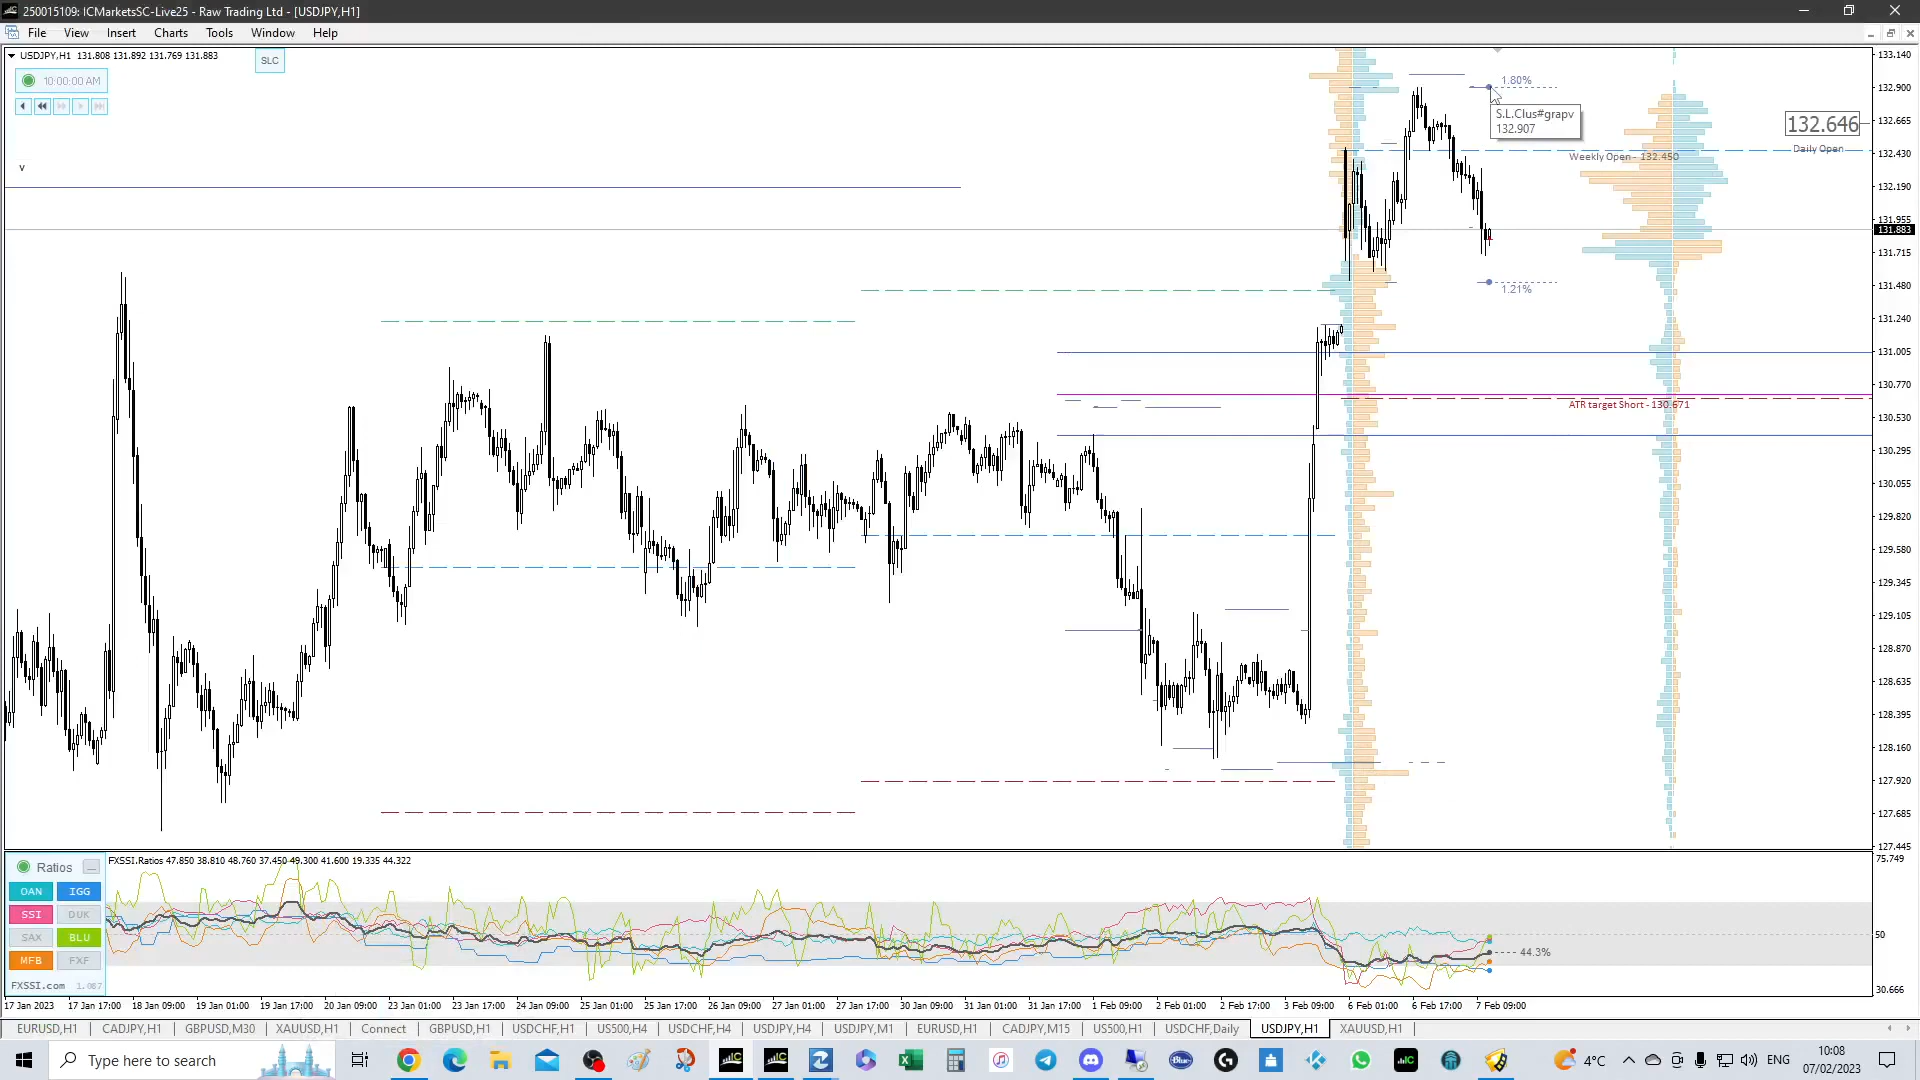 250015109: ICMarketsSC-Live25 - Raw Trading Ltd - [USDJPY,H1]
File View Insert Charts Tools Window Help
USDJPY,H1 131.808 131.892 131.769 131.883
SLC
10:00:00 AM
v
1.80%
S.L.Clus#grapv
132.907
132.646
Daily Open
Weekly Open - 132.450
1.21%
ATR target Short - 130.671
133.140
132.900
132.665
132.430
132.190
131.955
131.883
131.715
131.480
131.240
131.005
130.770
130.530
130.295
130.055
129.820
129.580
129.345
129.105
128.870
128.635
128.395
128.160
127.920
127.685
127.445
Ratios
FXSSI.Ratios 47.850 38.810 48.760 37.450 49.300 41.600 19.335 44.322
DAN IGG
SSI DUK
SAX BLU
MFB FXF
FXSSI.com 1.087
75.749
50
44.3%
30.666
17 Jan 2023 17 Jan 17:00 18 Jan 09:00 19 Jan 01:00 19 Jan 17:00 20 Jan 09:00 23 Jan 01:00 23 Jan 17:00 24 Jan 09:00 25 Jan 01:00 25 Jan 17:00 26 Jan 09:00 27 Jan 01:00 27 Jan 17:00 30 Jan 09:00 31 Jan 01:00 31 Jan 17:00 1 Feb 09:00 2 Feb 01:00 2 Feb 17:00 3 Feb 09:00 6 Feb 01:00 6 Feb 17:00 7 Feb 09:00
EURUSD,H1 CADJPY,H1 GBPUSD,M30 XAUUSD,H1 Connect GBPUSD,H1 USDCHF,H1 US500,H4 USDCHF,H4 USDJPY,H4 USDJPY,M1 EURUSD,H1 CADJPY,M15 US500,H1 USDCHF,Daily USDJPY,H1 XAUUSD,H1
Type here to search
4°C
ENG
10:08
07/02/2023